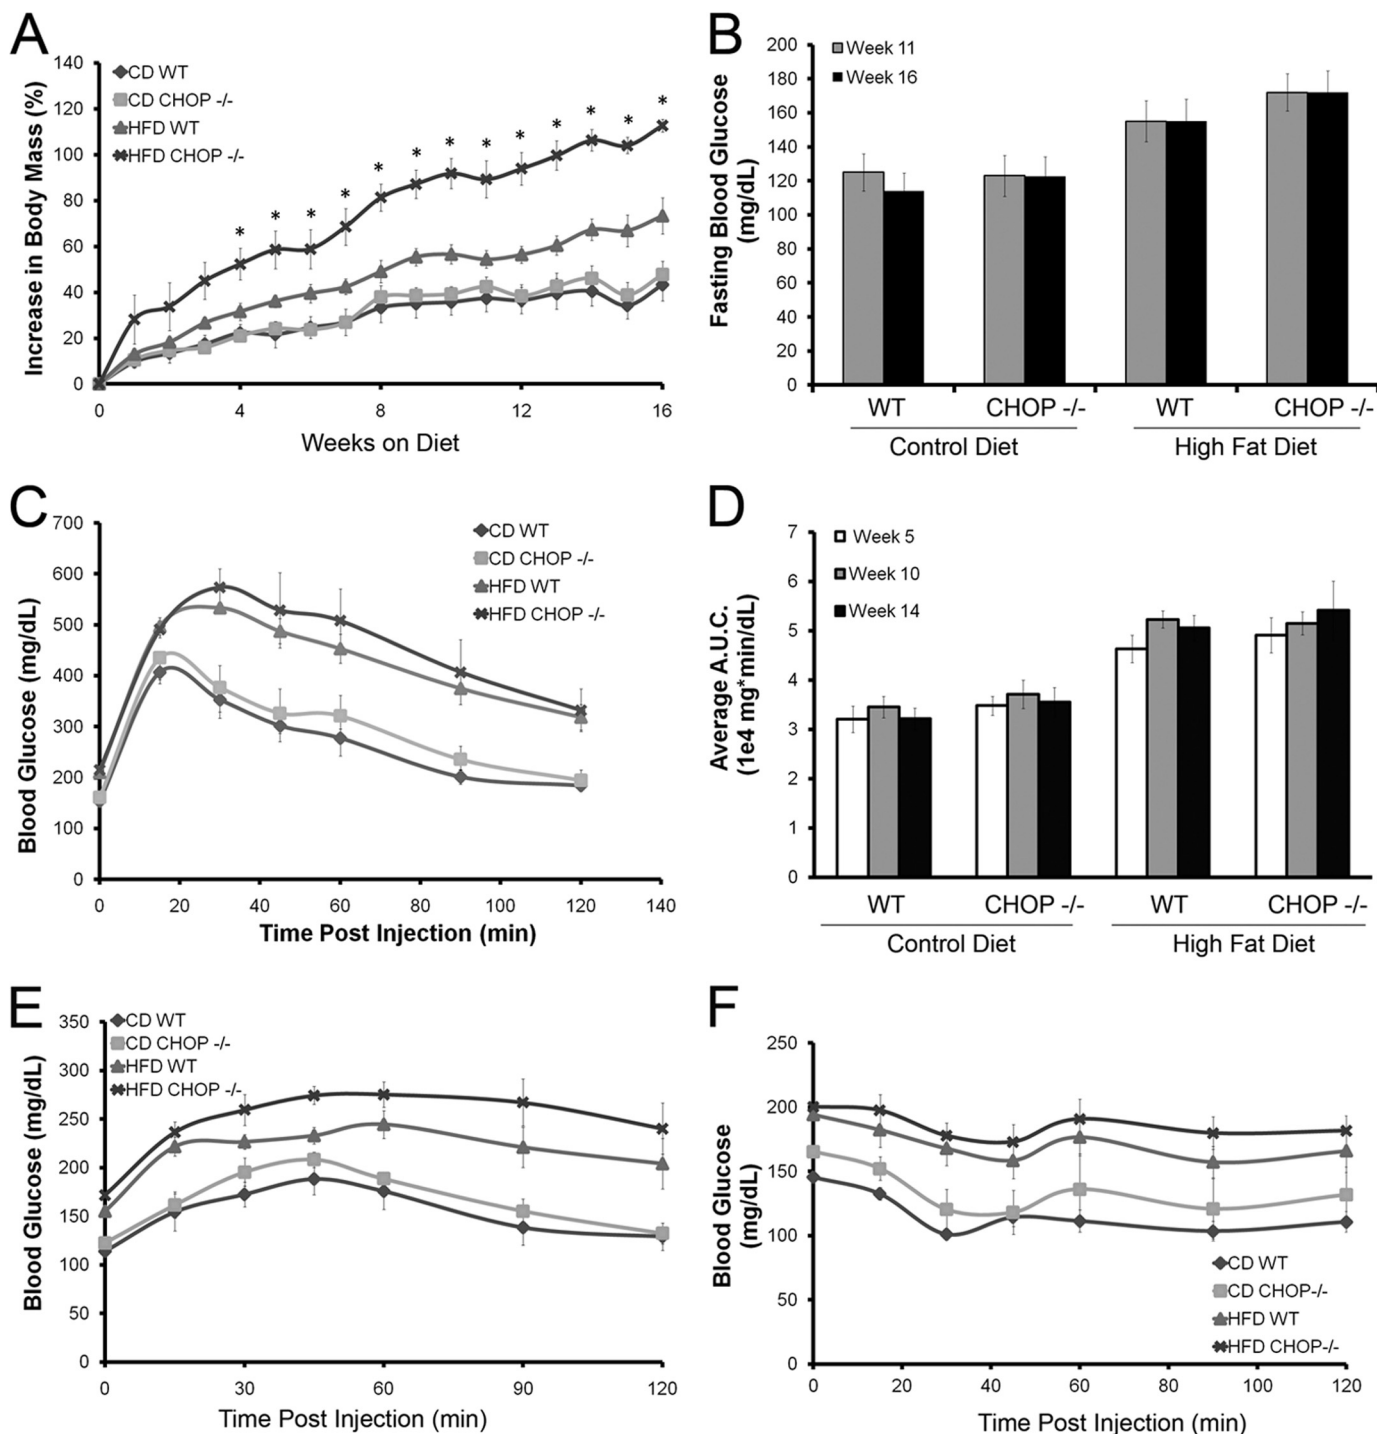 A
Increase in Body Mass (%)
140
120
100
80
60
40
20
0
CD WT
CD CHOP -/-
HFD WT
HFD CHOP -/-
* * * * * * * * * * * * *
0 4 8 12 16
Weeks on Diet
B
Fasting Blood Glucose
(mg/dL)
200
180
160
140
120
100
80
60
40
20
0
Week 11
Week 16
WT CHOP -/- WT CHOP -/-
Control Diet High Fat Diet
C
Blood Glucose (mg/dL)
700
600
500
400
300
200
100
0
CD WT
CD CHOP -/-
HFD WT
HFD CHOP -/-
0 20 40 60 80 100 120 140
Time Post Injection (min)
D
Average A.U.C.
(1e4 mg*min/dL)
7
6
5
4
3
2
1
0
Week 5
Week 10
Week 14
WT CHOP -/- WT CHOP -/-
Control Diet High Fat Diet
E
Blood Glucose (mg/dL)
350
300
250
200
150
100
50
0
CD WT
CD CHOP -/-
HFD WT
HFD CHOP -/-
0 30 60 90 120
Time Post Injection (min)
F
Blood Glucose
(mg/dL)
250
200
150
100
50
0
CD WT
CD CHOP-/-
HFD WT
HFD CHOP-/-
0 20 40 60 80 100 120
Time Post Injection (min)